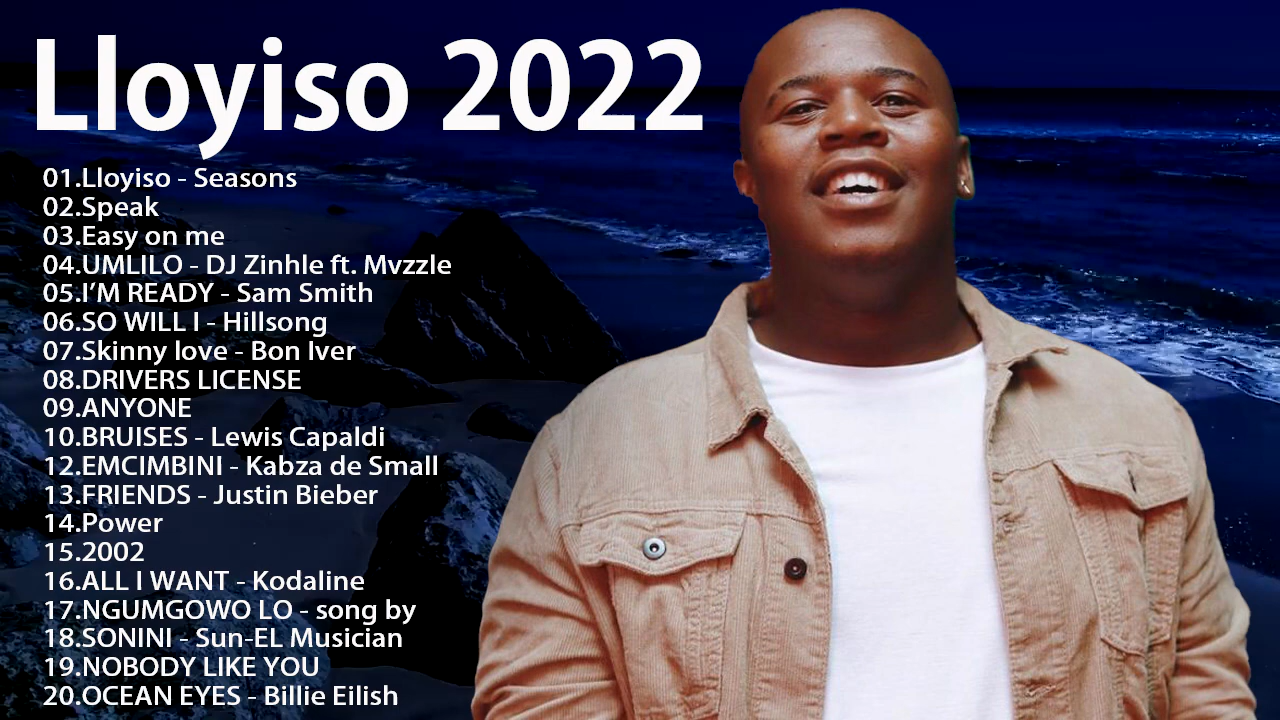 Lloyiso 2022
01.Lloyiso - Seasons
02.Speak
03.Easy on me
04.UMLILO - DJ Zinhle ft. Mvzzle
05.I’M READY - Sam Smith
06.SO WILL I - Hillsong
07.Skinny love - Bon Iver
08.DRIVERS LICENSE
09.ANYONE
10.BRUISES - Lewis Capaldi
12.EMCIMBINI - Kabza de Small
13.FRIENDS - Justin Bieber
14.Power
15.2002
16.ALL I WANT - Kodaline
17.NGUMGOWO LO - song by
18.SONINI - Sun-EL Musician
19.NOBODY LIKE YOU
20.OCEAN EYES - Billie Eilish